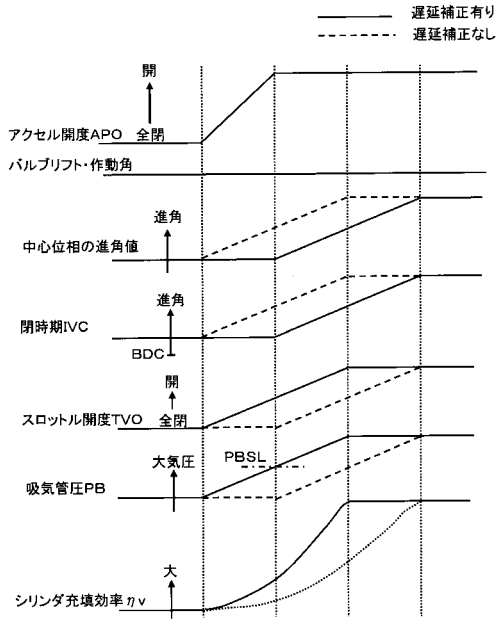 遅延補正有り
遅延補正なし
開
アクセル開度APO 全閉
バルブリフト・作動角
進角
中心位相の進角値
進角
閉時期IVC
BDC
開
スロットル開度TVO 全閉
大気圧 PBSL
吸気管圧PB
大
シリンダ充填効率ηv